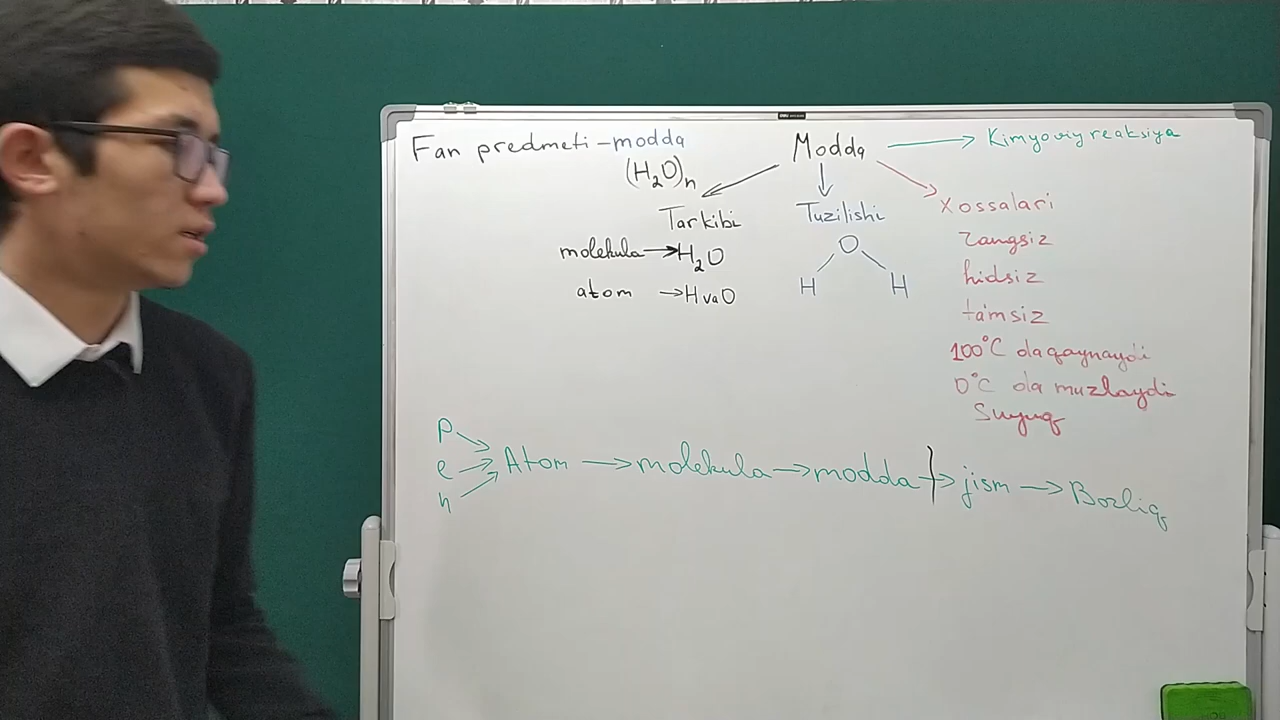 Fan predmeti – modda
(H₂O)n
Modda → Kimyoviy reaksiya
Tarkibi
molekula → H₂O
atom → H va O
Tuzilishi
O
H H
Xossalari
rangsiz
hidsiz
ta'msiz
100°C da qaynaydi
0°C da muzlaydi
Suyuq
P
e
n
Atom → molekula → modda → jism → Borliq